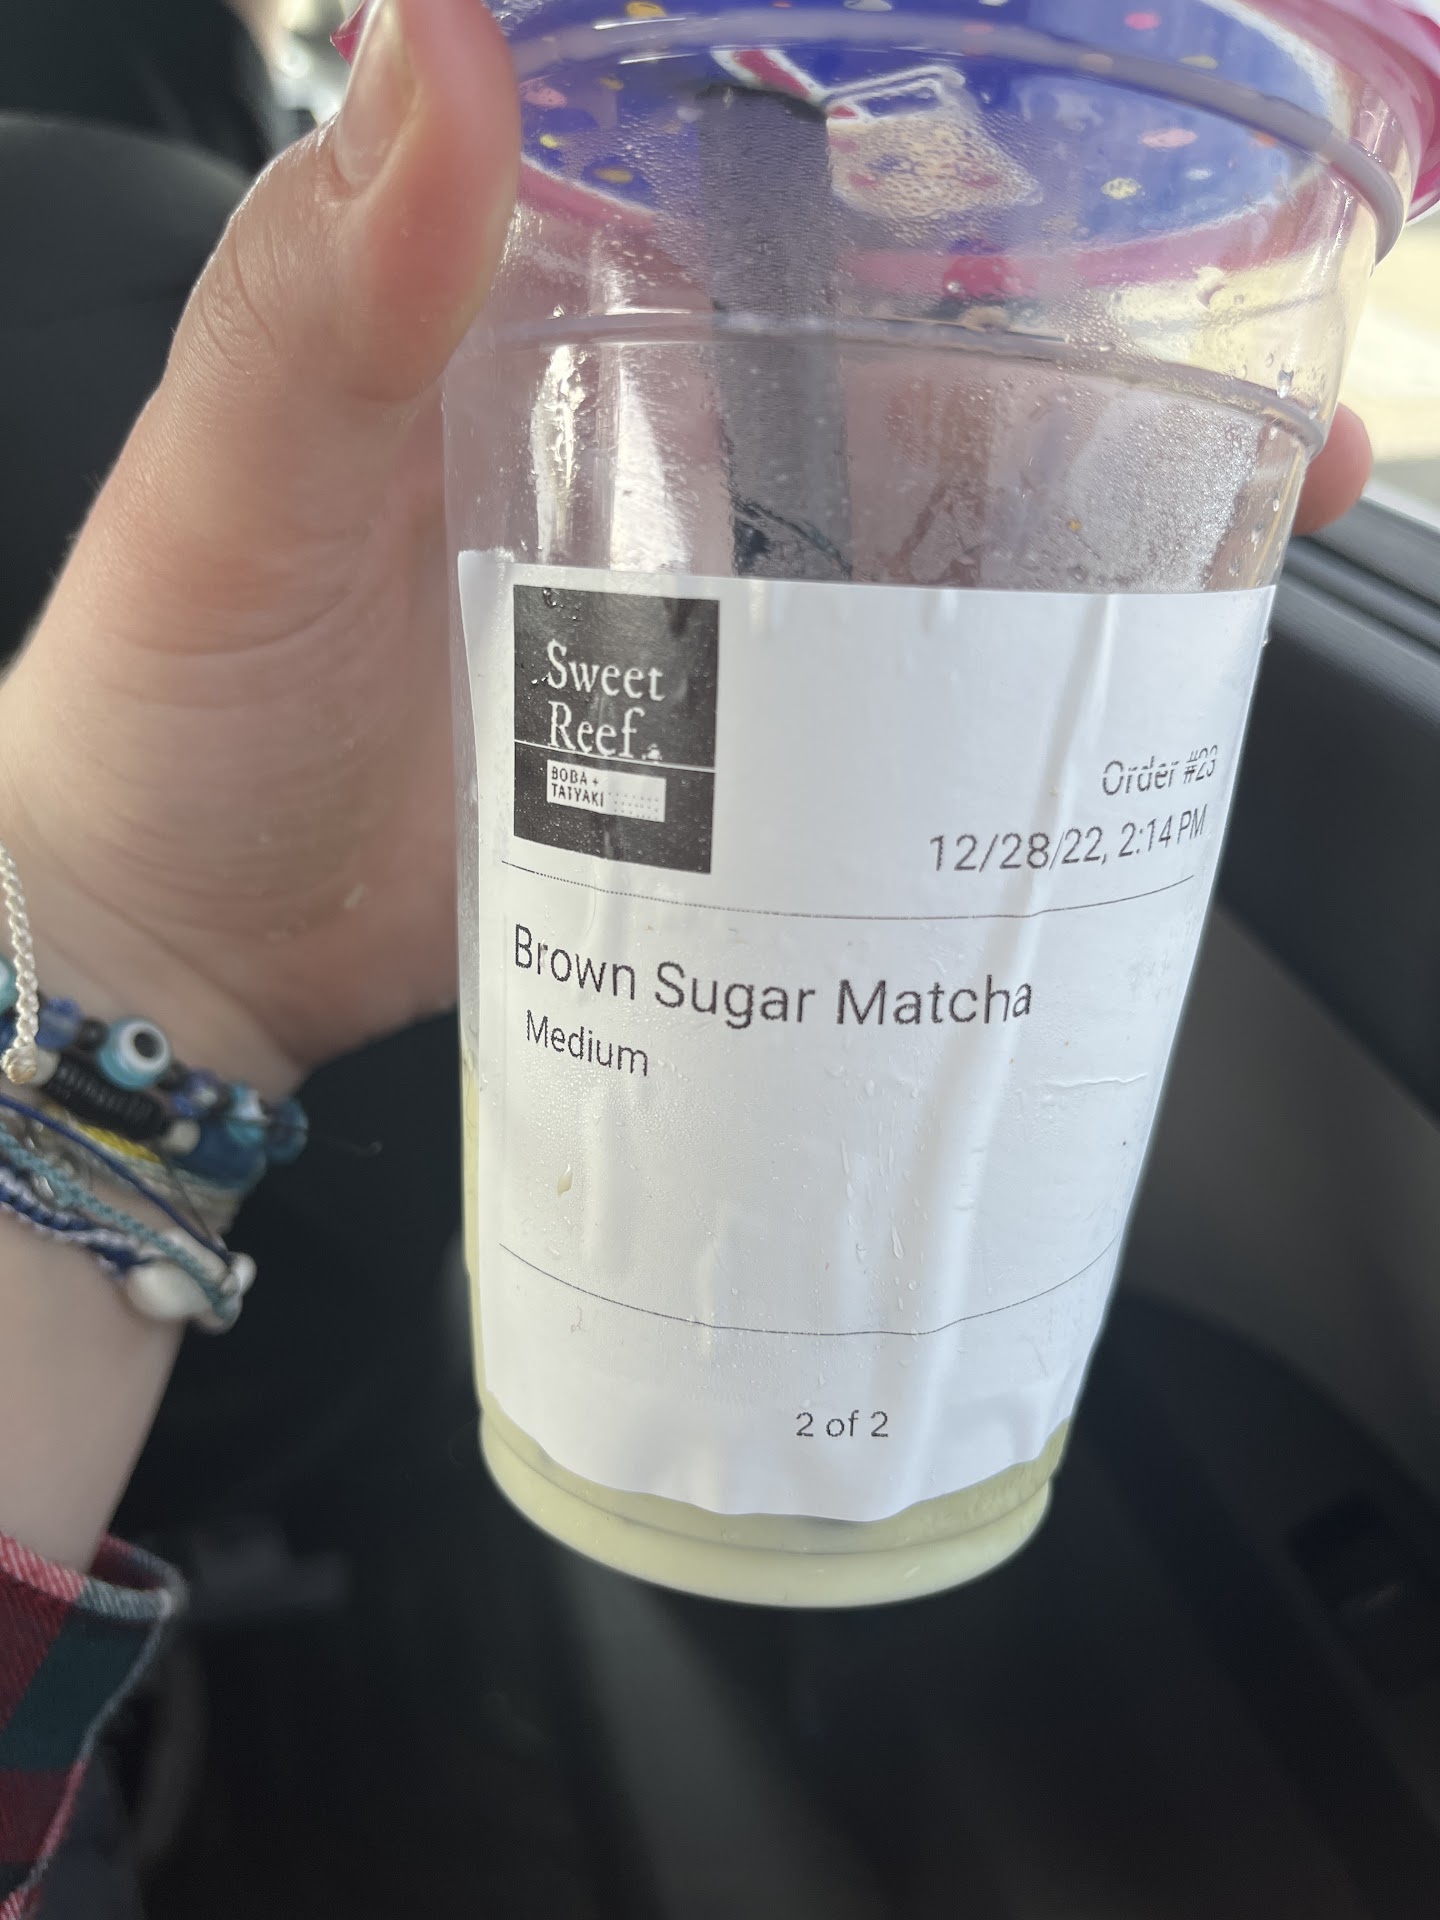 Sweet
Reef
BOBA +
TAIYAKI
Order #23
12/28/22, 2:14 PM
Brown Sugar Matcha
Medium
2 of 2